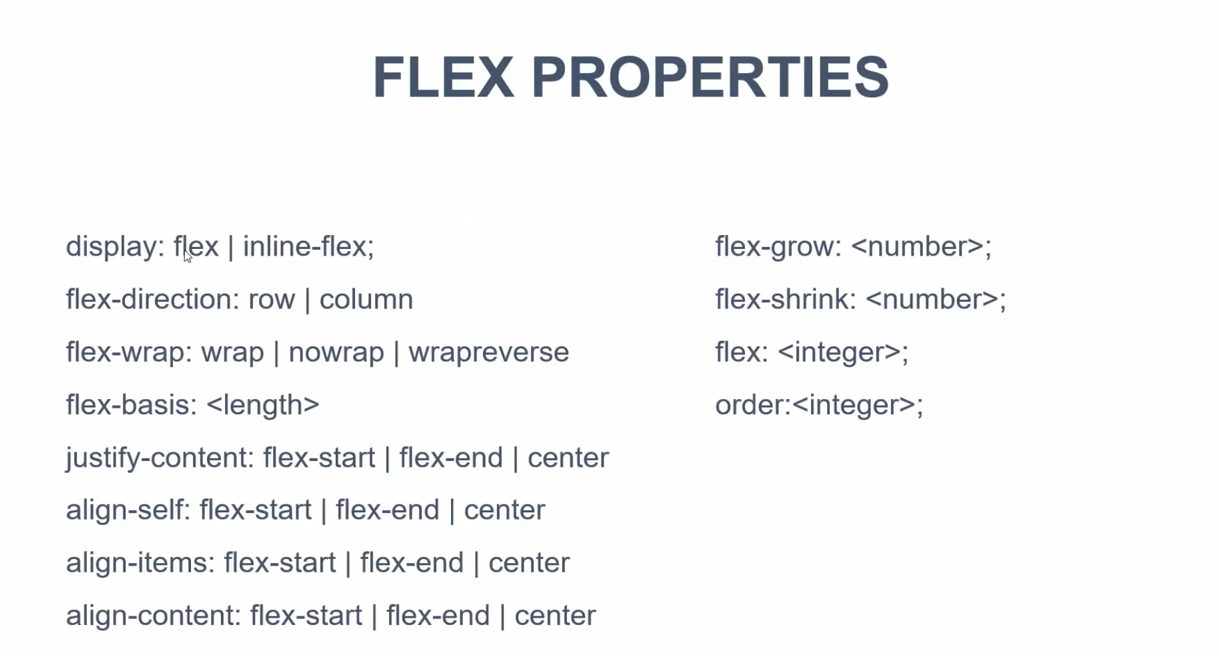 FLEX PROPERTIES
display: flex | inline-flex;
flex-direction: row | column
flex-wrap: wrap | nowrap | wrapreverse
flex-basis: <length>
justify-content: flex-start | flex-end | center
align-self: flex-start | flex-end | center
align-items: flex-start | flex-end | center
align-content: flex-start | flex-end | center
flex-grow: <number>;
flex-shrink: <number>;
flex: <integer>;
order:<integer>;